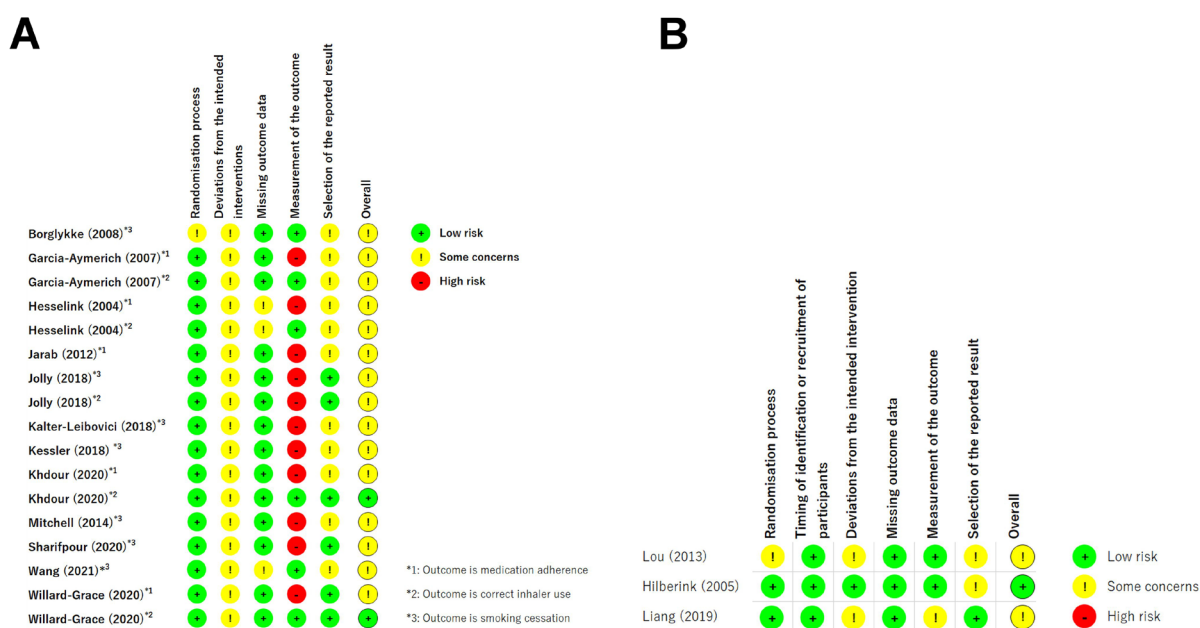 A
B
Randomisation process
Deviations from the intended
interventions
Missing outcome data
Measurement of the outcome
Selection of the reported result
Overall
Borglykke (2008)*3 ! ! + + ! !
Garcia-Aymerich (2007)*1 + ! + - ! !
Garcia-Aymerich (2007)*2 + ! + + ! !
Hesselink (2004)*1 + ! ! - ! !
Hesselink (2004)*2 + ! ! + ! !
Jarab (2012)*1 + ! + - ! !
Jolly (2018)*3 + ! + - + !
Jolly (2018)*2 + ! + - + !
Kalter-Leibovici (2018)*3 + ! + - ! !
Kessler (2018) *3 + ! + - ! !
Khdour (2020)*1 + ! + - ! !
Khdour (2020)*2 + ! + + + +
Mitchell (2014)*3 + ! + - ! !
Sharifpour (2020)*3 + ! + - + !
Wang (2021)*3 + ! ! + ! !
Willard-Grace (2020)*1 + ! + - + !
Willard-Grace (2020)*2 + ! + + + +
+ Low risk
! Some concerns
- High risk
*1: Outcome is medication adherence
*2: Outcome is correct inhaler use
*3: Outcome is smoking cessation
Randomisation process
Timing of identification or recruitment of
participants
Deviations from the intended intervention
Missing outcome data
Measurement of the outcome
Selection of the reported result
Overall
Lou (2013) ! + ! + + ! !
Hilberink (2005) + + + + + ! +
Liang (2019) + + ! + ! + !
+ Low risk
! Some concerns
- High risk